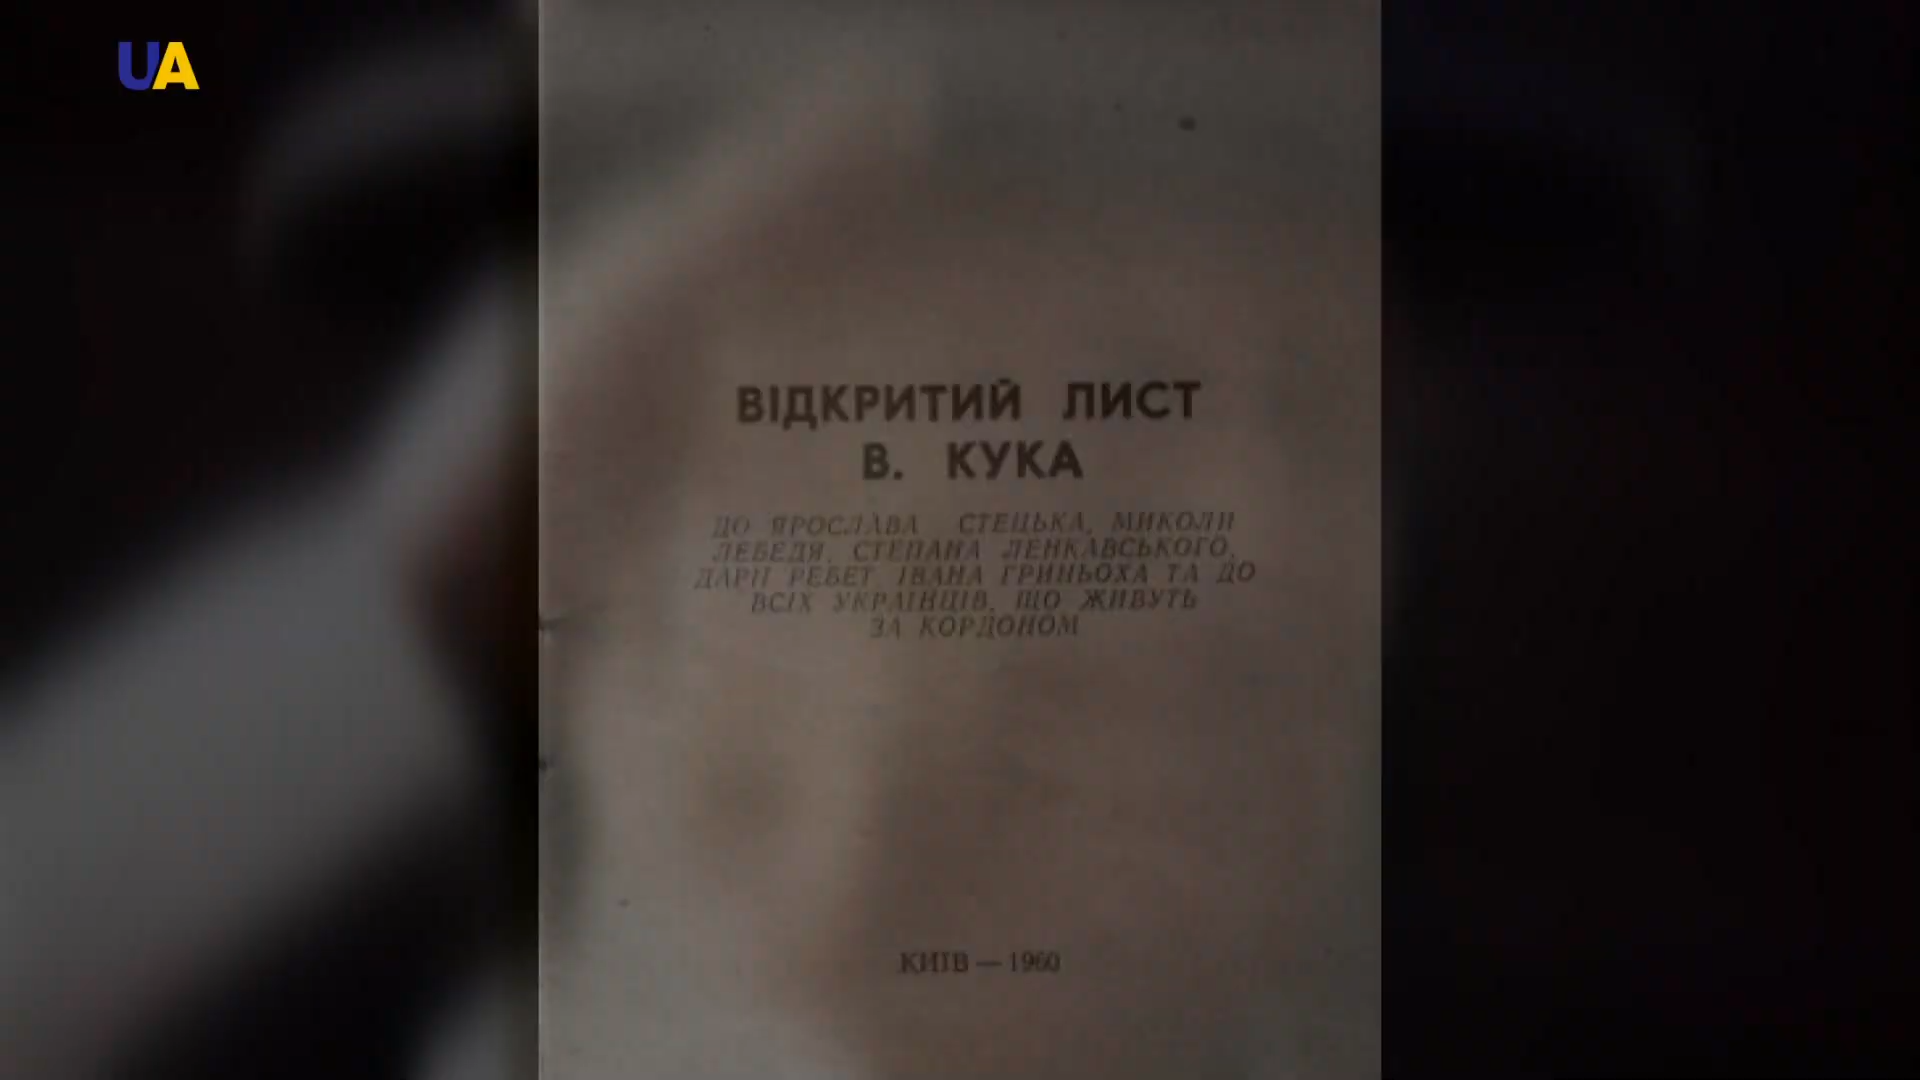 UA
ВІДКРИТИЙ ЛИСТ
В. КУКА
ДО ЯРОСЛАВА СТЕЦЬКА, МИКОЛИ
ЛЕБЕДЯ, СТЕПАНА ЛЕНКАВСЬКОГО,
ДАРІЇ РЕБЕТ, ІВАНА ГРИНЬОХА ТА ДО
ВСІХ УКРАЇНЦІВ, ЩО ЖИВУТЬ
ЗА КОРДОНОМ
КИЇВ — 1960